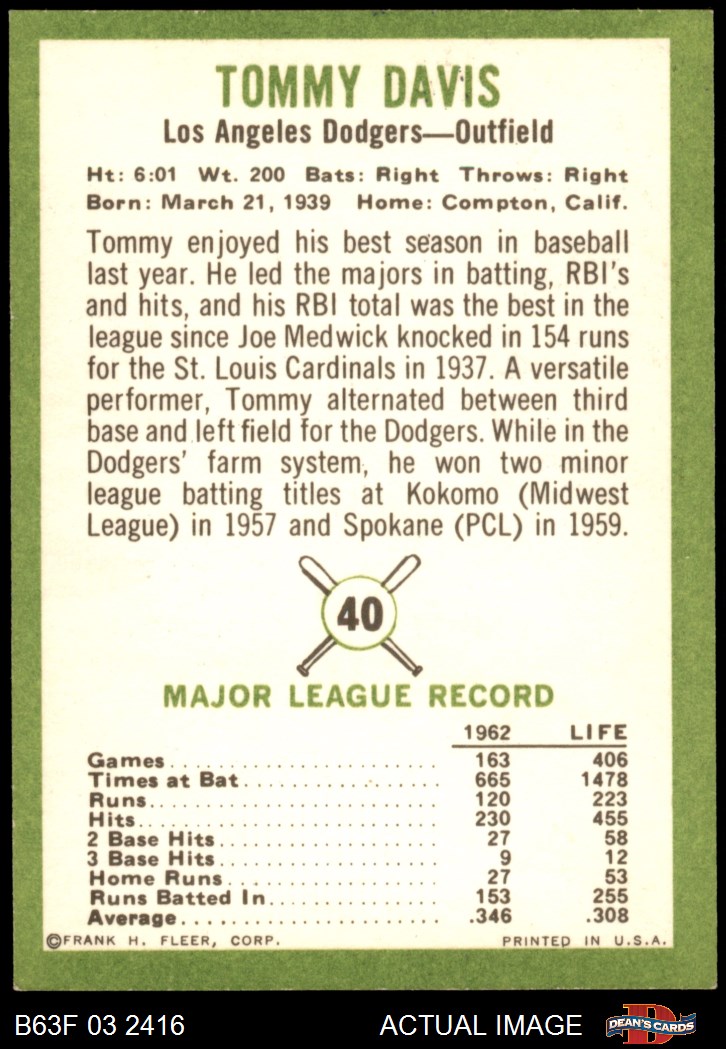 TOMMY DAVIS
Los Angeles Dodgers—Outfield
Ht: 6:01 Wt. 200 Bats: Right Throws: Right
Born: March 21, 1939 Home: Compton, Calif.
Tommy enjoyed his best season in baseball
last year. He led the majors in batting, RBI's
and hits, and his RBI total was the best in the
league since Joe Medwick knocked in 154 runs
for the St. Louis Cardinals in 1937. A versatile
performer, Tommy alternated between third
base and left field for the Dodgers. While in the
Dodgers' farm system, he won two minor
league batting titles at Kokomo (Midwest
League) in 1957 and Spokane (PCL) in 1959.
40
MAJOR LEAGUE RECORD
1962 LIFE
Games 163 406
Times at Bat 665 1478
Runs 120 223
Hits 230 455
2 Base Hits 27 58
3 Base Hits 9 12
Home Runs 27 53
Runs Batted In 153 255
Average .346 .308
©FRANK H. FLEER, CORP. PRINTED IN U.S.A.
B63F 03 2416 ACTUAL IMAGE DEAN'S CARDS